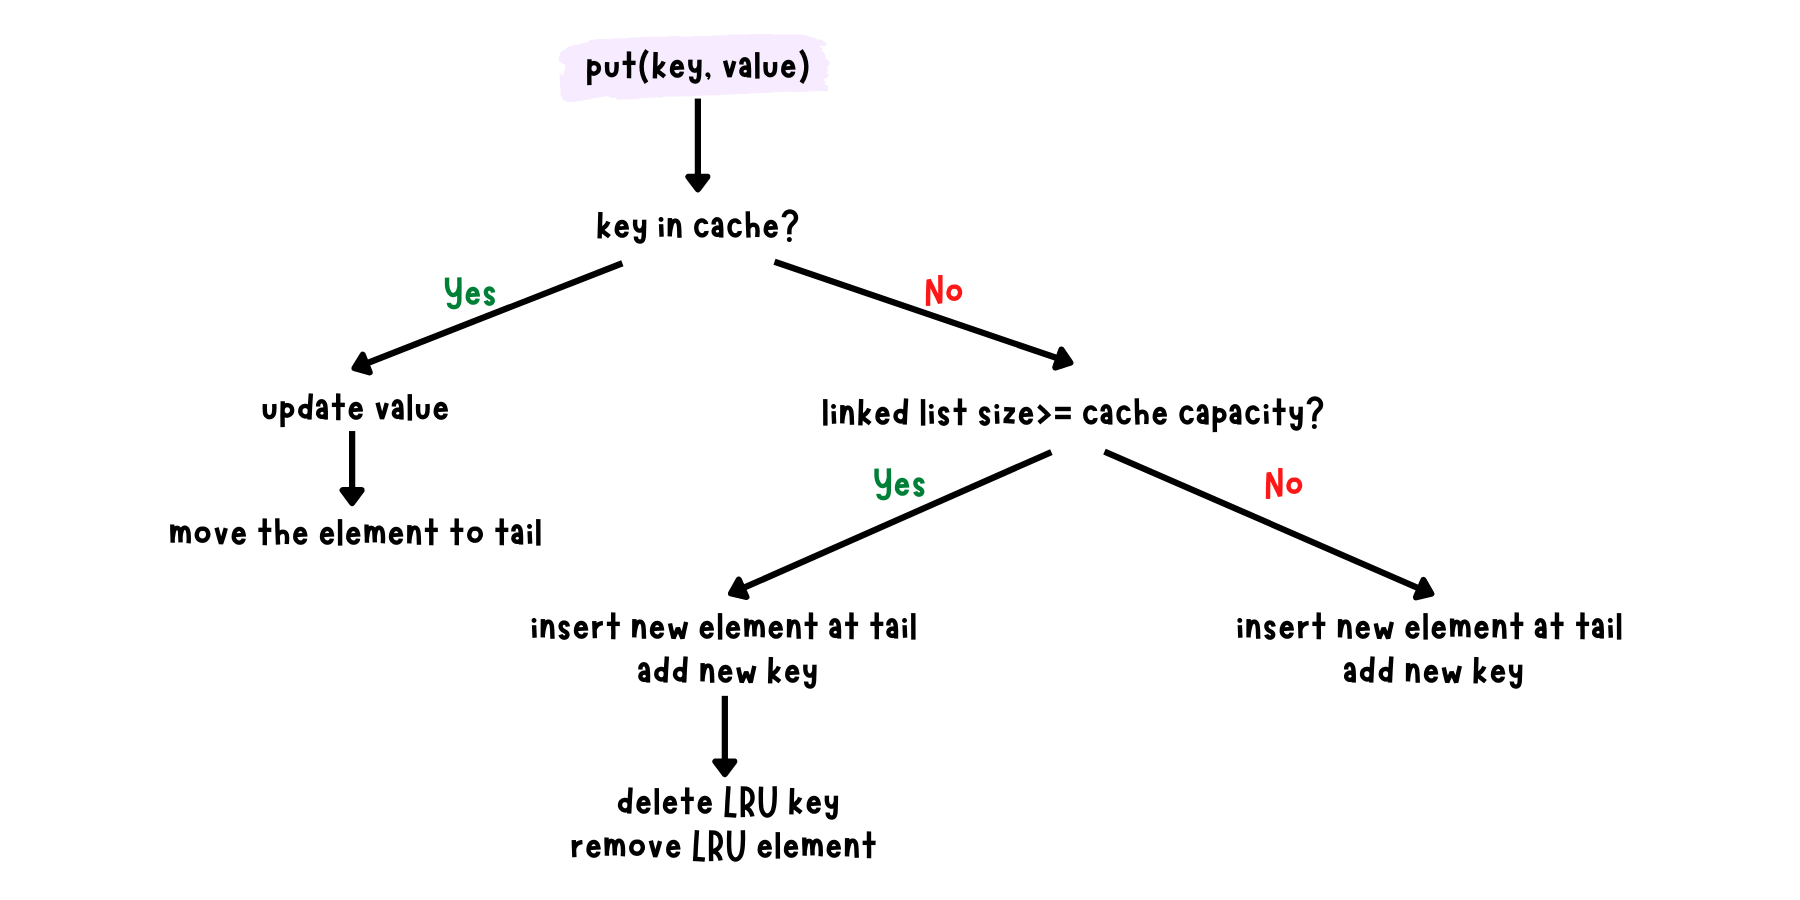 put(key, value)
key in cache?
Yes
No
update value
linked list size>= cache capacity?
Yes
No
move the element to tail
insert new element at tail
add new key
insert new element at tail
add new key
delete LRU key
remove LRU element